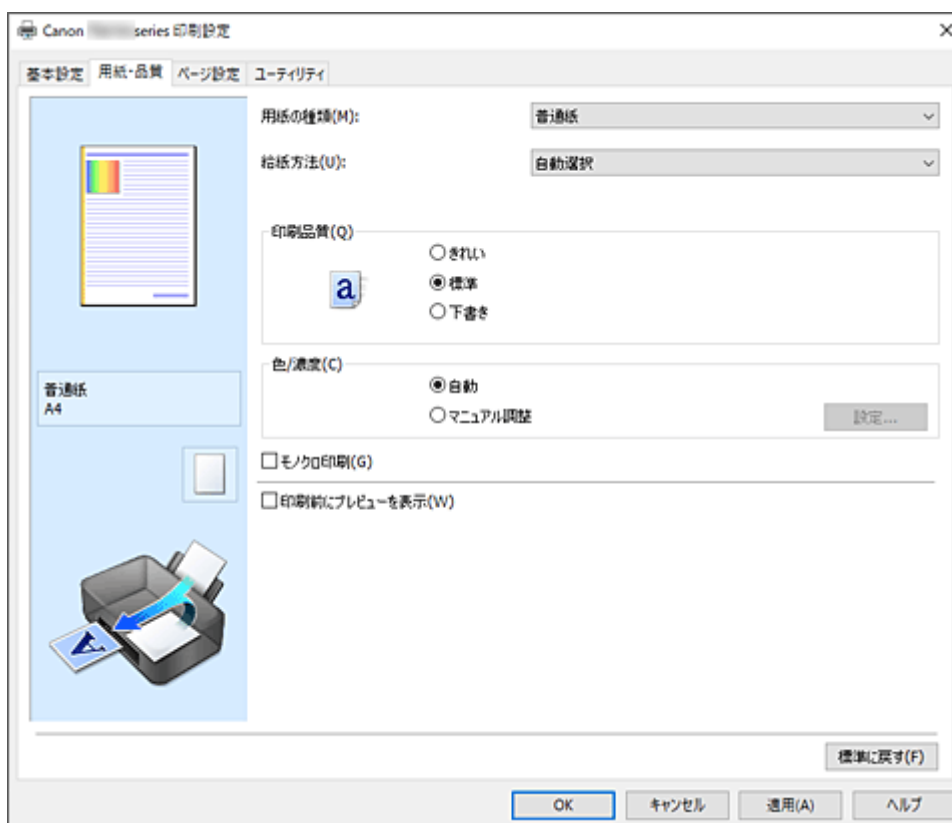 Canon series 印刷設定
基本設定 用紙・品質 ページ設定 ユーティリティ
用紙の種類(M): 普通紙
給紙方法(U): 自動選択
印刷品質(Q)
きれい
a
標準
下書き
色/濃度(C)
自動
マニュアル調整 設定...
普通紙
A4
モノクロ印刷(G)
印刷前にプレビューを表示(W)
A
標準に戻す(F)
OK キャンセル 適用(A) ヘルプ